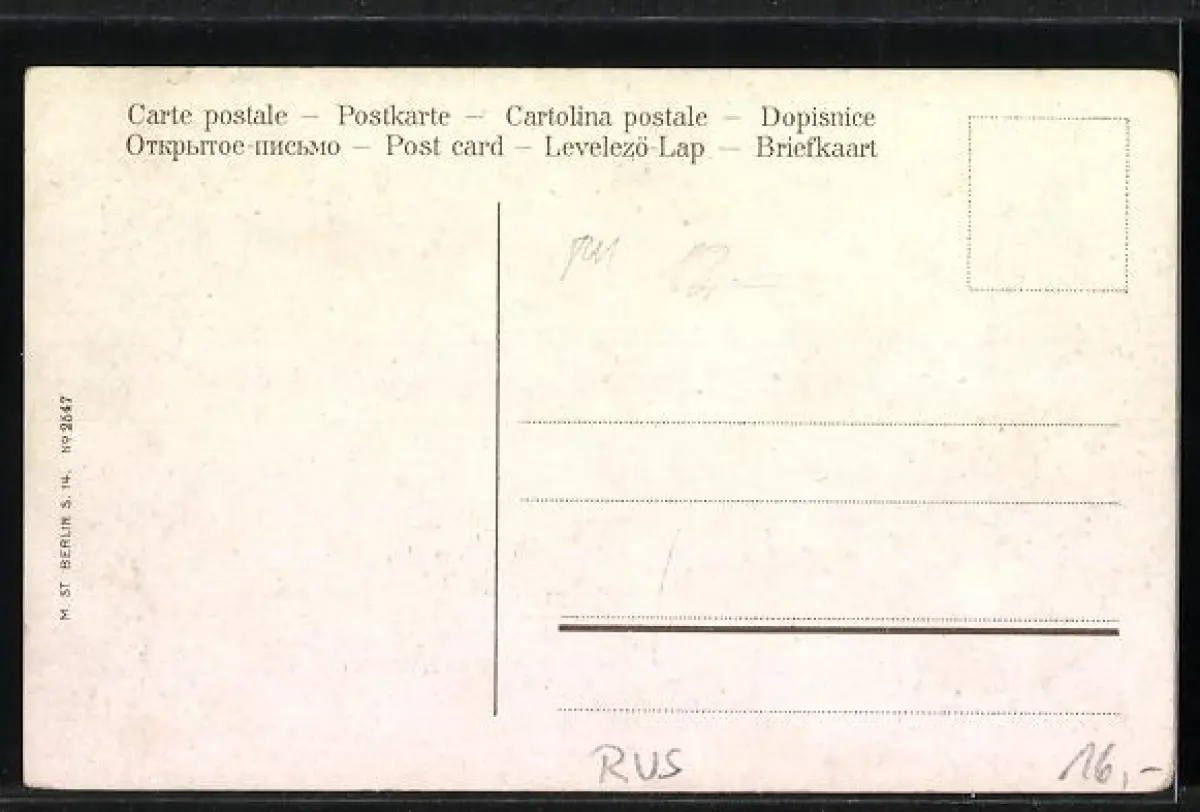 Carte postale – Postkarte – Cartolina postale – Dopisnice
Открытое письмо – Post card – Levelezö-Lap – Briefkaart
M. ST. BERLIN S. 14. No 2547
RUS
16,-